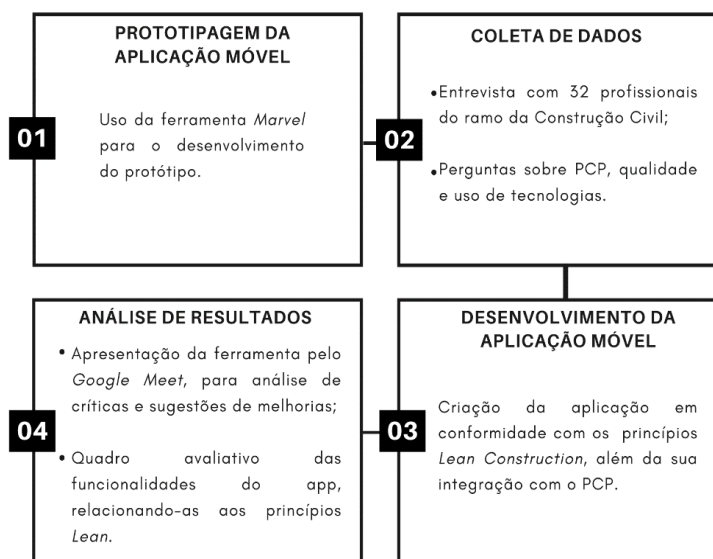 01
PROTOTIPAGEM DA
APLICAÇÃO MÓVEL
Uso da ferramenta Marvel
para o desenvolvimento
do protótipo.
02
COLETA DE DADOS
•Entrevista com 32 profissionais
do ramo da Construção Civil;
•Perguntas sobre PCP, qualidade
e uso de tecnologias.
03
DESENVOLVIMENTO DA
APLICAÇÃO MÓVEL
Criação da aplicação em
conformidade com os princípios
Lean Construction, além da sua
integração com o PCP.
04
ANÁLISE DE RESULTADOS
• Apresentação da ferramenta pelo
Google Meet, para análise de
críticas e sugestões de melhorias;
• Quadro avaliativo das
funcionalidades do app,
relacionando-as aos princípios
Lean.